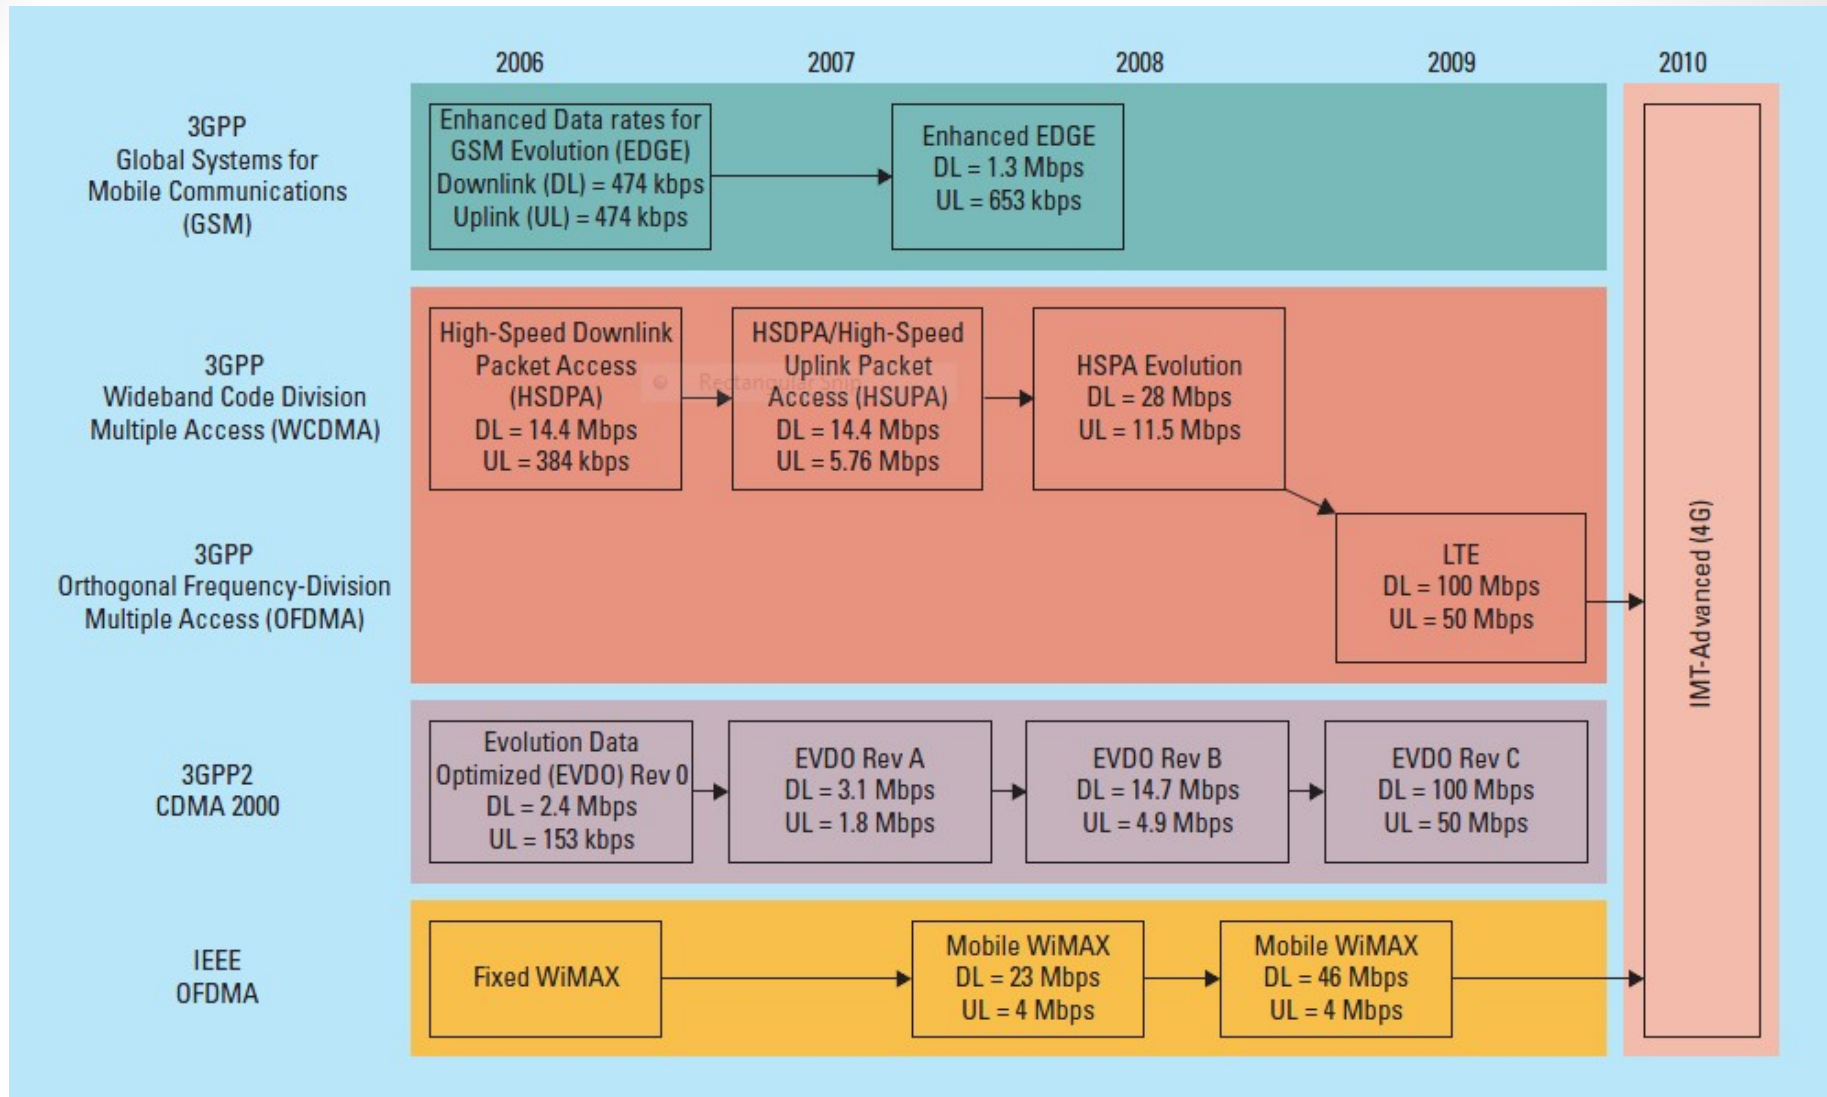 2006
2007
2008
2009
2010
3GPP
Global Systems for
Mobile Communications
(GSM)
Enhanced Data rates for
GSM Evolution (EDGE)
Downlink (DL) = 474 kbps
Uplink (UL) = 474 kbps
Enhanced EDGE
DL = 1.3 Mbps
UL = 653 kbps
3GPP
Wideband Code Division
Multiple Access (WCDMA)
High-Speed Downlink
Packet Access
(HSDPA)
DL = 14.4 Mbps
UL = 384 kbps
HSDPA/High-Speed
Uplink Packet
Access (HSUPA)
DL = 14.4 Mbps
UL = 5.76 Mbps
Rectangular Snip
HSPA Evolution
DL = 28 Mbps
UL = 11.5 Mbps
3GPP
Orthogonal Frequency-Division
Multiple Access (OFDMA)
LTE
DL = 100 Mbps
UL = 50 Mbps
IMT-Advanced (4G)
3GPP2
CDMA 2000
Evolution Data
Optimized (EVDO) Rev 0
DL = 2.4 Mbps
UL = 153 kbps
EVDO Rev A
DL = 3.1 Mbps
UL = 1.8 Mbps
EVDO Rev B
DL = 14.7 Mbps
UL = 4.9 Mbps
EVDO Rev C
DL = 100 Mbps
UL = 50 Mbps
IEEE
OFDMA
Fixed WiMAX
Mobile WiMAX
DL = 23 Mbps
UL = 4 Mbps
Mobile WiMAX
DL = 46 Mbps
UL = 4 Mbps